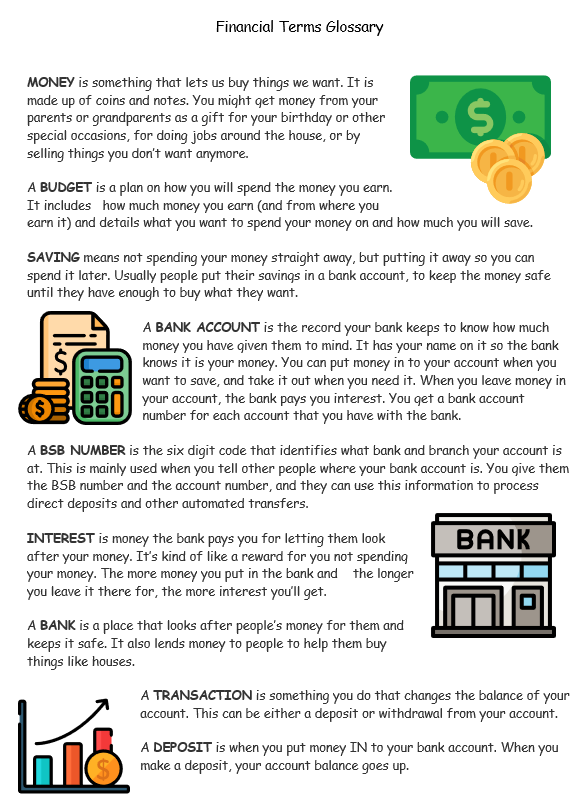 Financial Terms Glossary
MONEY is something that lets us buy things we want. It is
made up of coins and notes. You might get money from your
parents or grandparents as a gift for your birthday or other
special occasions, for doing jobs around the house, or by
selling things you don't want anymore.
A BUDGET is a plan on how you will spend the money you earn.
It includes how much money you earn (and from where you
earn it) and details what you want to spend your money on and how much you will save.
SAVING means not spending your money straight away, but putting it away so you can
spend it later. Usually people put their savings in a bank account, to keep the money safe
until they have enough to buy what they want.
A BANK ACCOUNT is the record your bank keeps to know how much
money you have given them to mind. It has your name on it so the bank
knows it is your money. You can put money in to your account when you
want to save, and take it out when you need it. When you leave money in
your account, the bank pays you interest. You get a bank account
number for each account that you have with the bank.
A BSB NUMBER is the six digit code that identifies what bank and branch your account is
at. This is mainly used when you tell other people where your bank account is. You give them
the BSB number and the account number, and they can use this information to process
direct deposits and other automated transfers.
INTEREST is money the bank pays you for letting them look
after your money. It's kind of like a reward for you not spending
your money. The more money you put in the bank and the longer
you leave it there for, the more interest you'll get.
BANK
A BANK is a place that looks after people's money for them and
keeps it safe. It also lends money to people to help them buy
things like houses.
A TRANSACTION is something you do that changes the balance of your
account. This can be either a deposit or withdrawal from your account.
A DEPOSIT is when you put money IN to your bank account. When you
make a deposit, your account balance goes up.